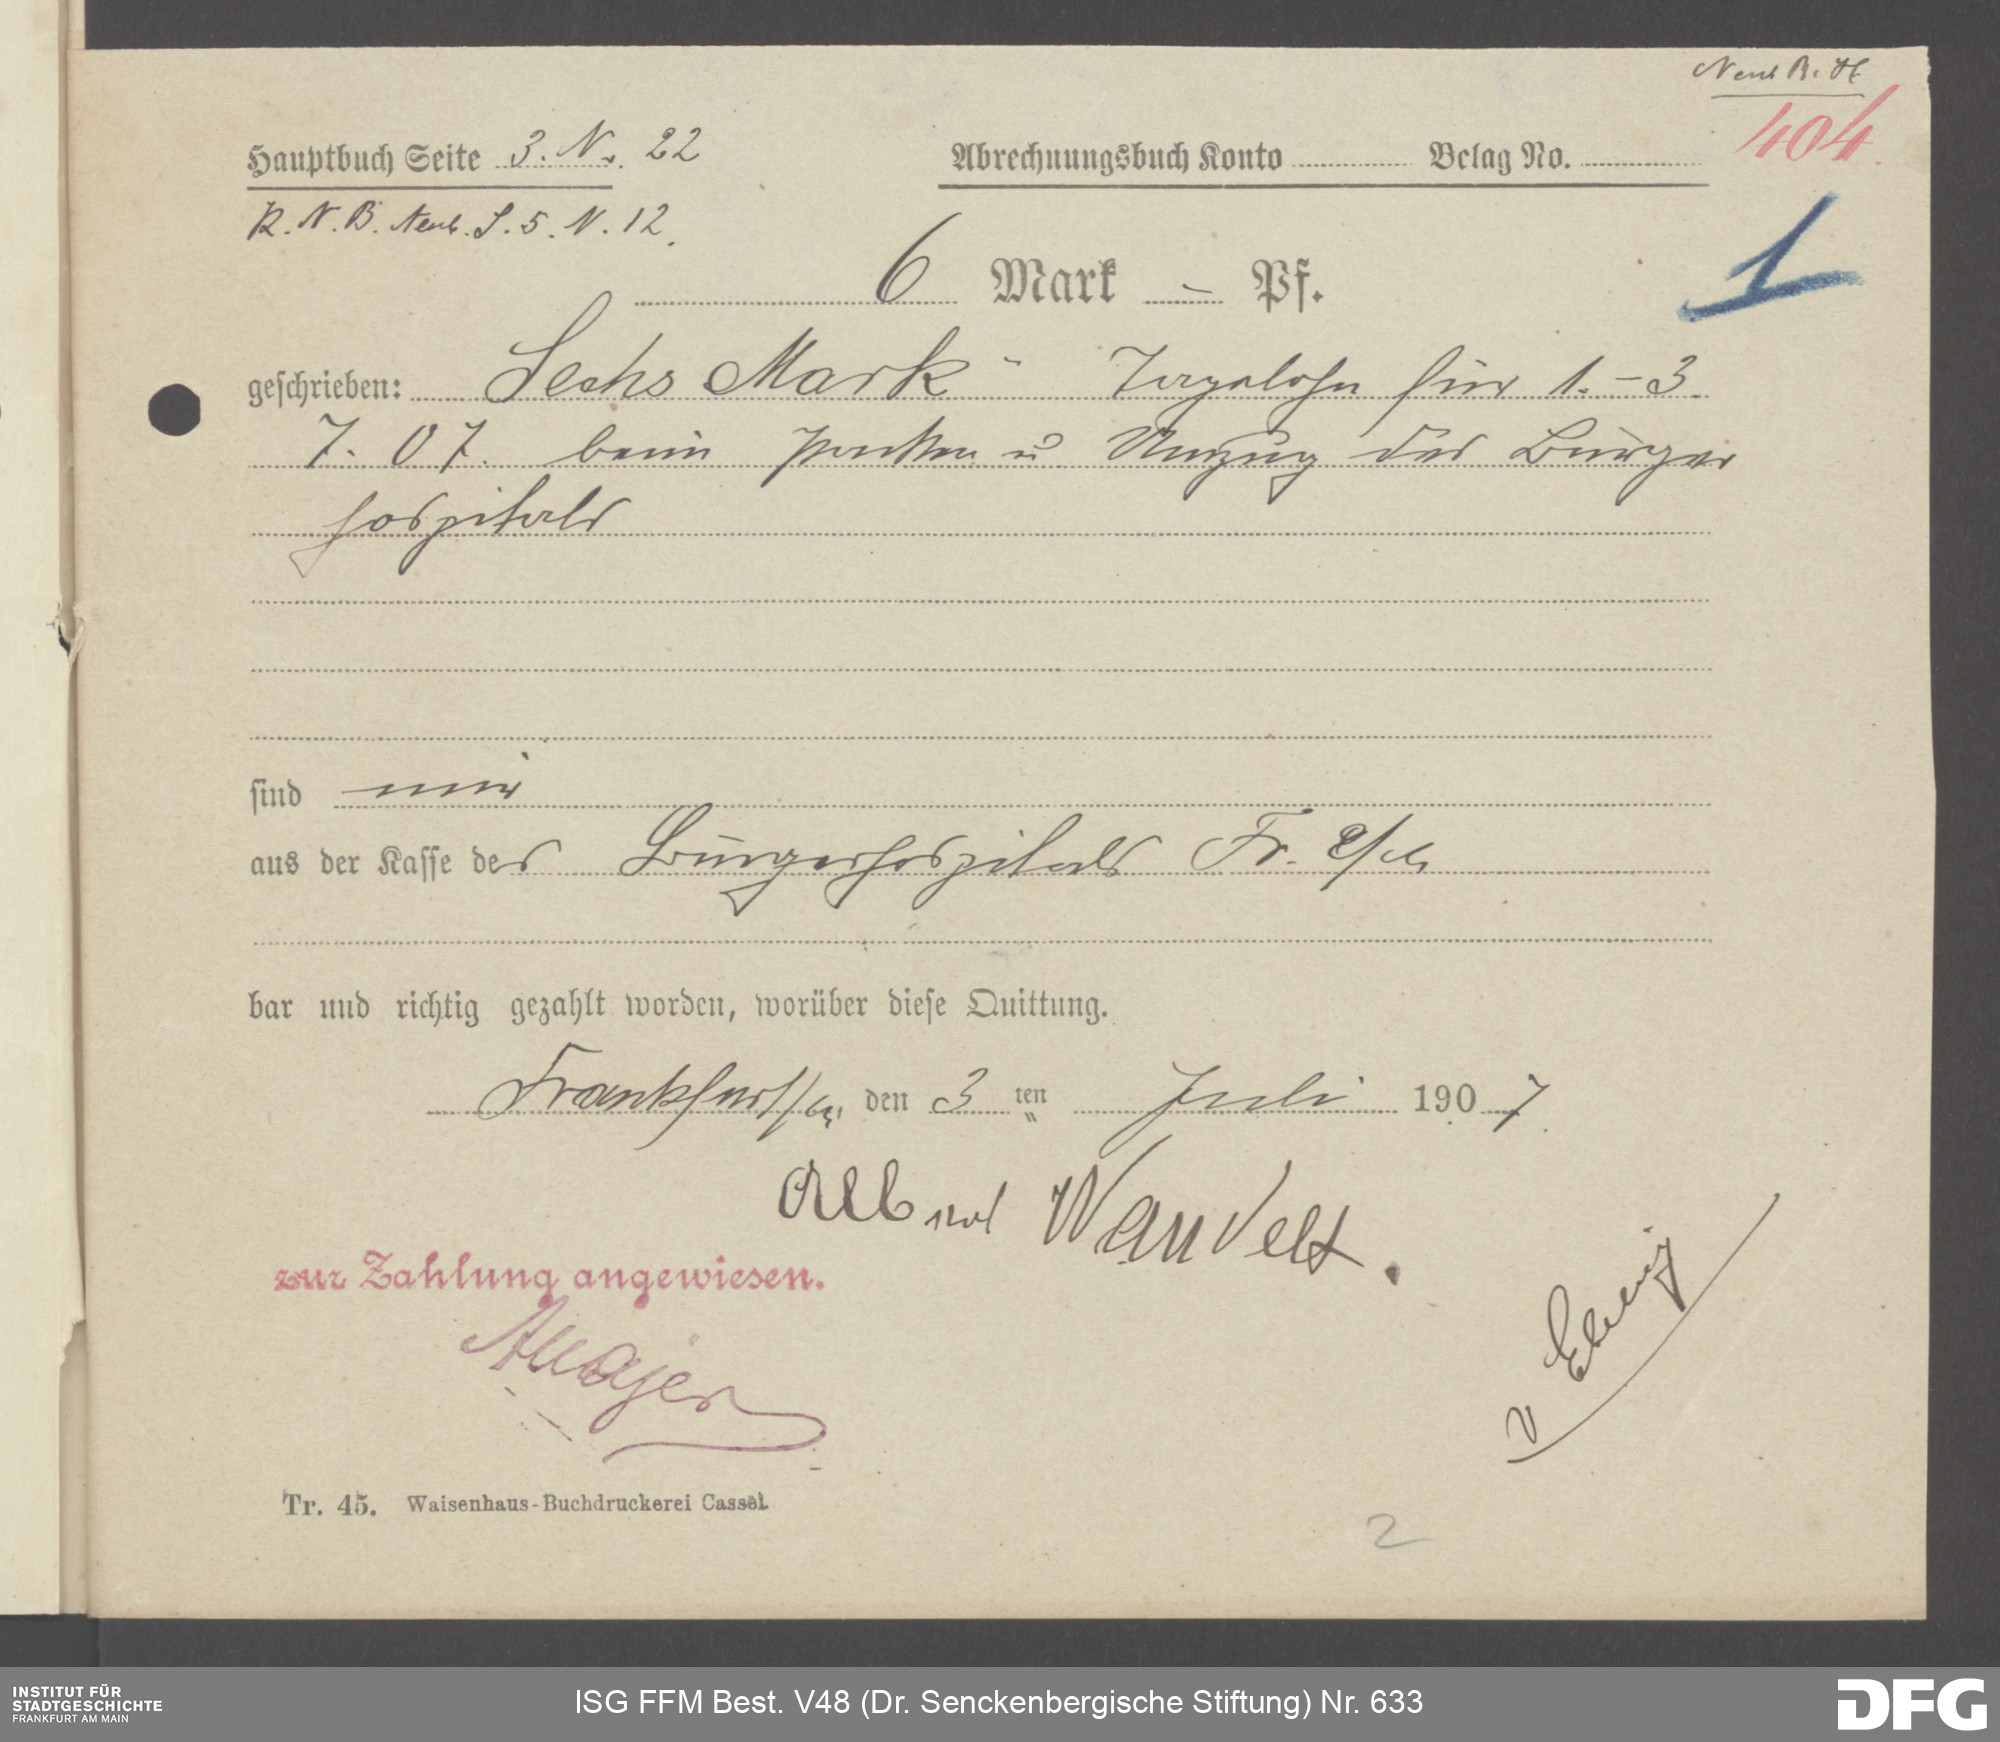 Neub. B. H.
404.
Hauptbuch Seite 3. N. 22 Abrechnungsbuch Konto Belag No.
R. N. B. Neub. S. 5. N. 12.
1
6 Mark – Pf.
geschrieben: Sechs Mark - Tagelohn für 1. – 3.
7. 07. beim Packen u. Umzug des Bürger
hospitals
sind mir
aus der Kasse des Bürgerhospitals Fr.
bar und richtig gezahlt worden, worüber diese Quittung.
Frankfurt/M. den 3 ten Juli 1907.
Albert Wandelt.
zur Zahlung angewiesen.
v
Tr. 45. Waisenhaus-Buchdruckerei Cassel
2
INSTITUT FÜR
STADTGESCHICHTE
FRANKFURT AM MAIN
ISG FFM Best. V48 (Dr. Senckenbergische Stiftung) Nr. 633
DFG